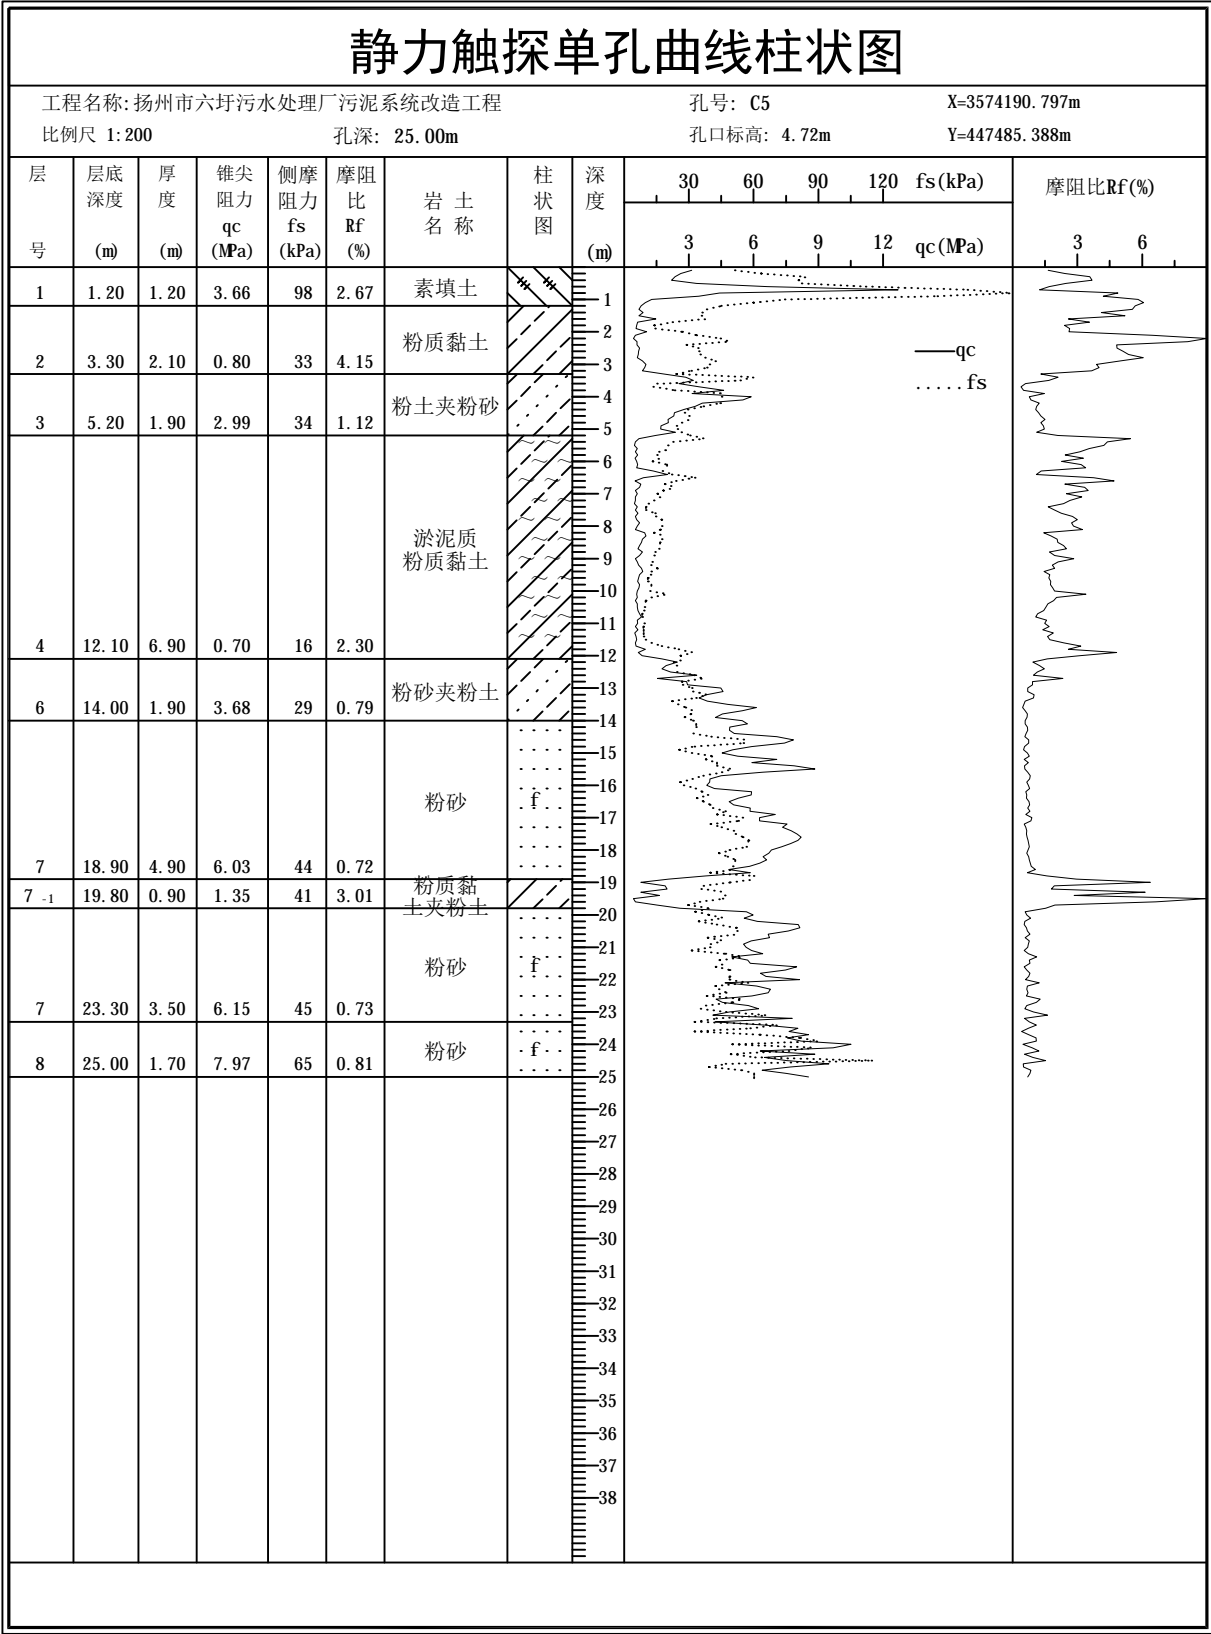 静力触探单孔曲线柱状图
工程名称:扬州市六圩污水处理厂污泥系统改造工程 孔号: C5 X=3574190.797m
比例尺 1:200 孔深: 25.00m 孔口标高: 4.72m Y=447485.388m
层号 层底深度(m) 厚度(m) 锥尖阻力qc(MPa) 侧摩阻力fs(kPa) 摩阻比Rf(%) 岩土名称 柱状图 深度(m)
30 60 90 120 fs(kPa)
3 6 9 12 qc(MPa)
摩阻比Rf(%)
3 6
1 1.20 1.20 3.66 98 2.67 素填土
2 3.30 2.10 0.80 33 4.15 粉质黏土
3 5.20 1.90 2.99 34 1.12 粉土夹粉砂
4 12.10 6.90 0.70 16 2.30 淤泥质粉质黏土
6 14.00 1.90 3.68 29 0.79 粉砂夹粉土
7 18.90 4.90 6.03 44 0.72 粉砂 f
7-1 19.80 0.90 1.35 41 3.01 粉质黏土夹粉土
7 23.30 3.50 6.15 45 0.73 粉砂 f
8 25.00 1.70 7.97 65 0.81 粉砂 f
1
2
3
4
5
6
7
8
9
10
11
12
13
14
15
16
17
18
19
20
21
22
23
24
25
26
27
28
29
30
31
32
33
34
35
36
37
38
qc
fs